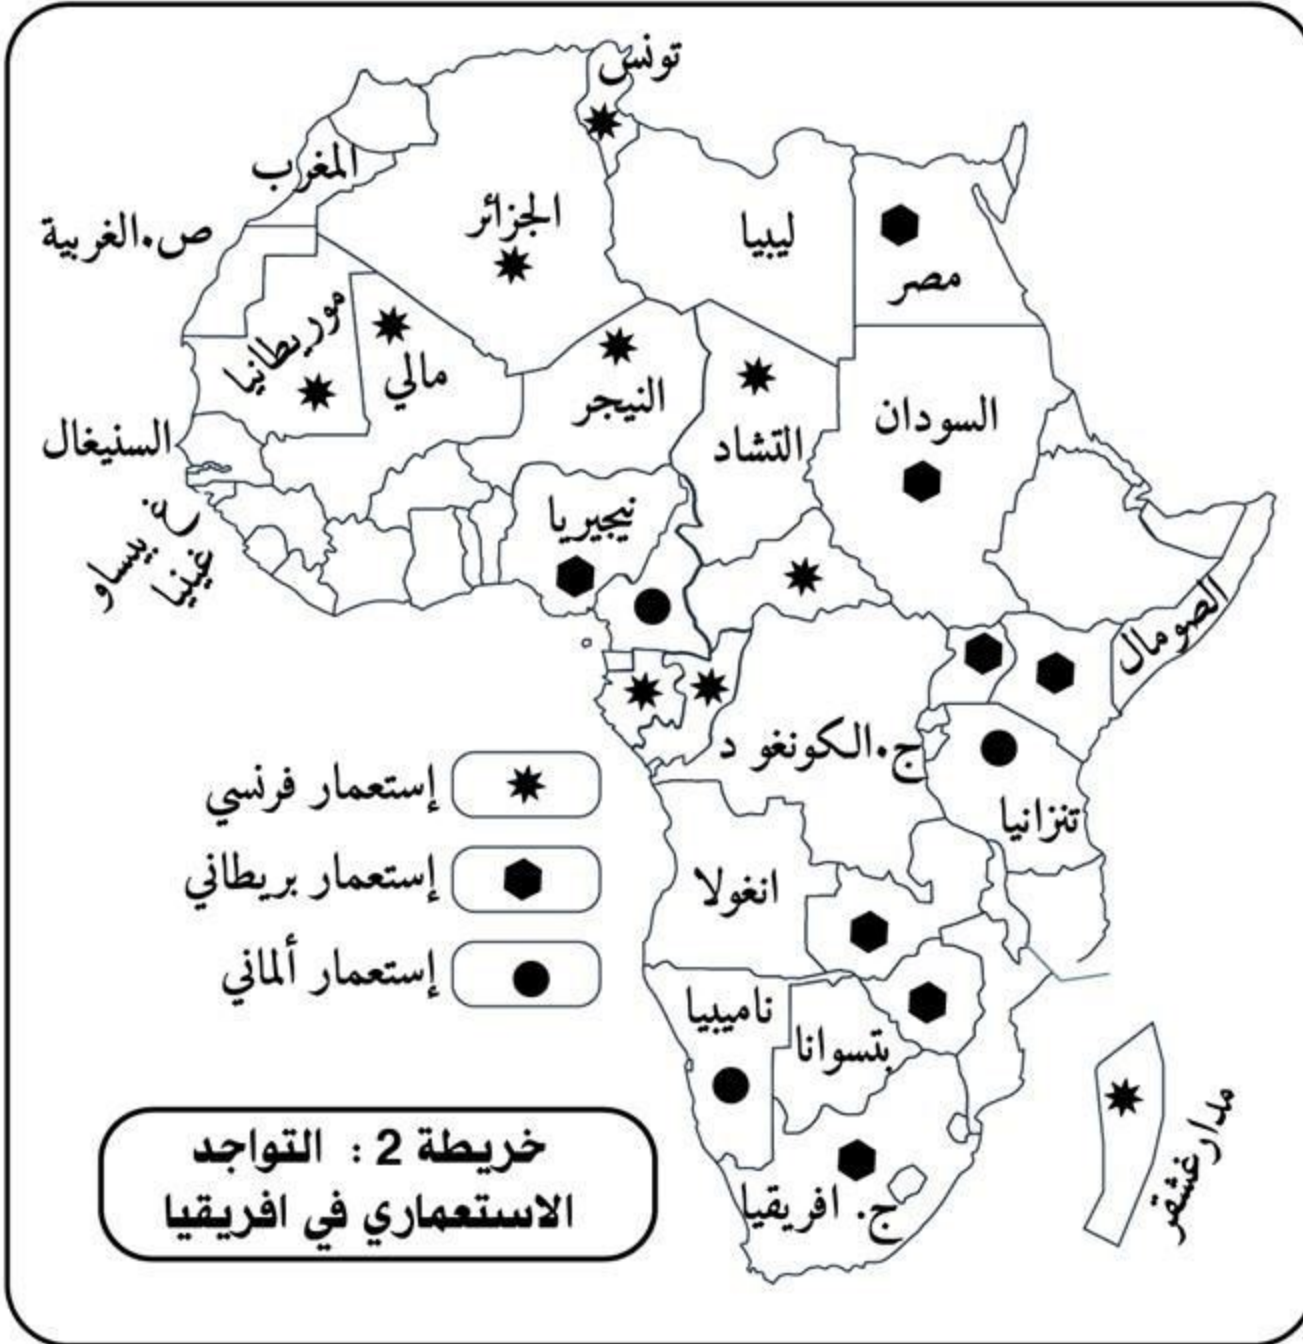 تونس
المغرب
الجزائر
ليبيا
مصر
ص.الغربية
موريطانيا
مالي
النيجر
التشاد
السودان
السنيغال
غ.بيساو
غينيا
نيجيريا
الصومال
ج.الكونغو د
تنزانيا
انغولا
ناميبيا
بتسوانا
ج. افريقيا
مدارغشقر
إستعمار فرنسي
إستعمار بريطاني
إستعمار ألماني
خريطة 2 : التواجد
الاستعماري في افريقيا